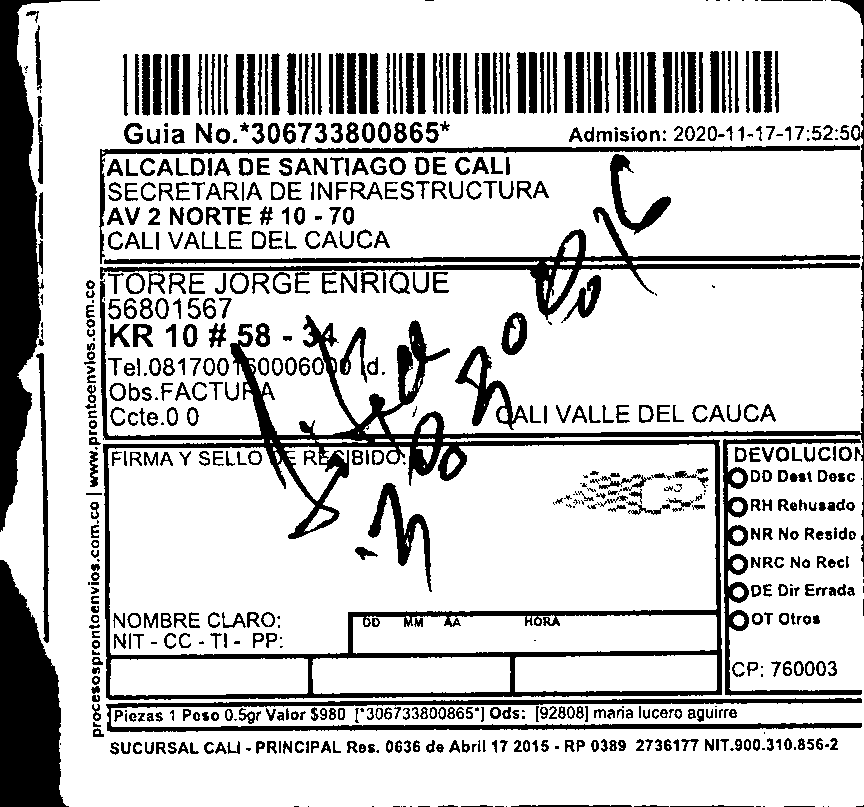 Guia No.*306733800865*
Admision: 2020-11-17-17:52:50
ALCALDIA DE SANTIAGO DE CALI
SECRETARIA DE INFRAESTRUCTURA
AV 2 NORTE # 10 - 70
CALI VALLE DEL CAUCA
TORRE JORGE ENRIQUE
56801567
KR 10 # 58 - 34
Tel.081700160006000 Id.
Obs.FACTURA
Ccte.0 0
CALI VALLE DEL CAUCA
procesosprontoenvios.com.co | www.prontoenvios.com.co
FIRMA Y SELLO DE RECIBIDO:
NOMBRE CLARO:
NIT - CC - TI - PP:
DD MM AA HORA
DEVOLUCION
DD Dest Desc
RH Rehusado
NR No Reside
NRC No Recl
DE Dir Errada
OT Otros
CP: 760003
Piezas 1 Peso 0.5gr Valor $980 [*306733800865*] Ods: [92808] maria lucero aguirre
SUCURSAL CALI - PRINCIPAL Res. 0636 de Abril 17 2015 - RP 0389 2736177 NIT.900.310.856-2